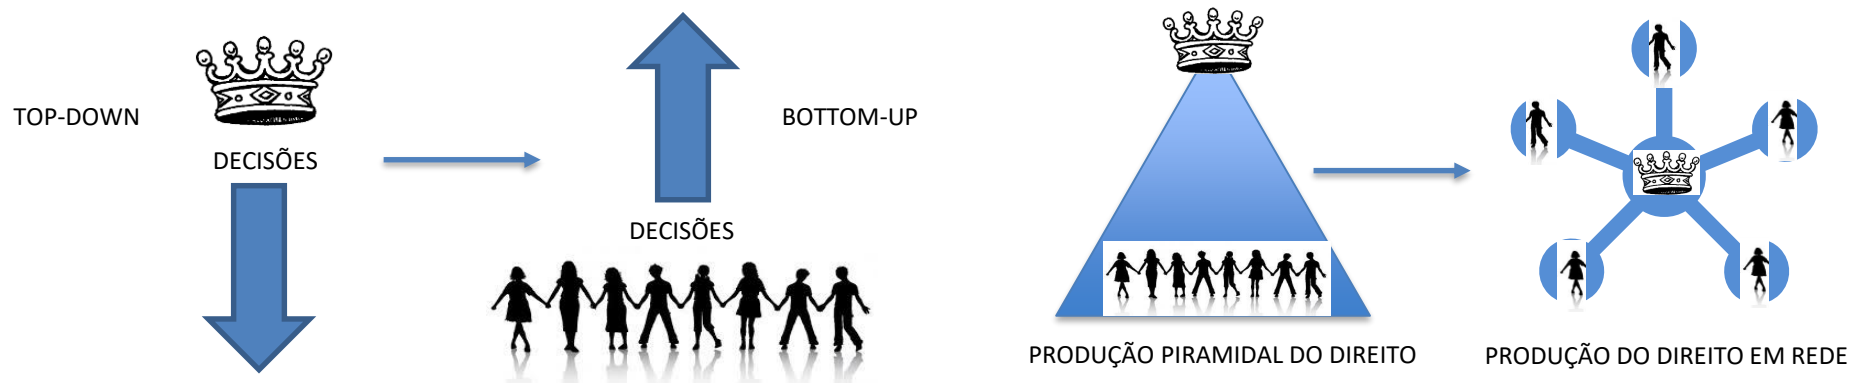 TOP-DOWN
DECISÕES
BOTTOM-UP
DECISÕES
PRODUÇÃO PIRAMIDAL DO DIREITO
PRODUÇÃO DO DIREITO EM REDE